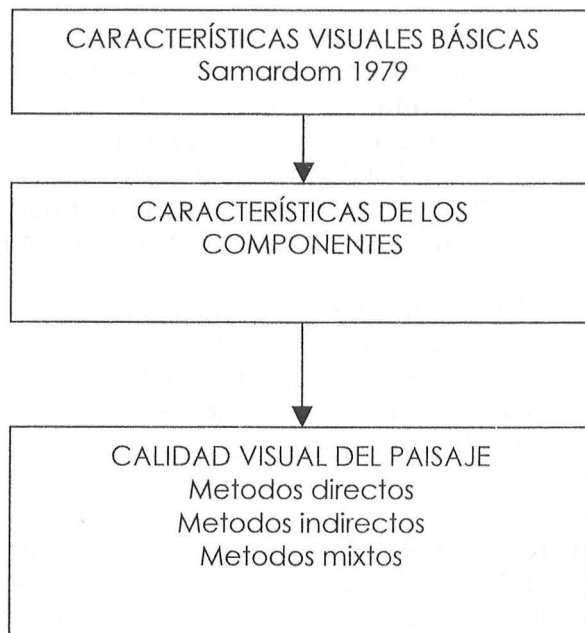 CARACTERÍSTICAS VISUALES BÁSICAS
Samardom 1979
CARACTERÍSTICAS DE LOS
COMPONENTES
CALIDAD VISUAL DEL PAISAJE
Metodos directos
Metodos indirectos
Metodos mixtos